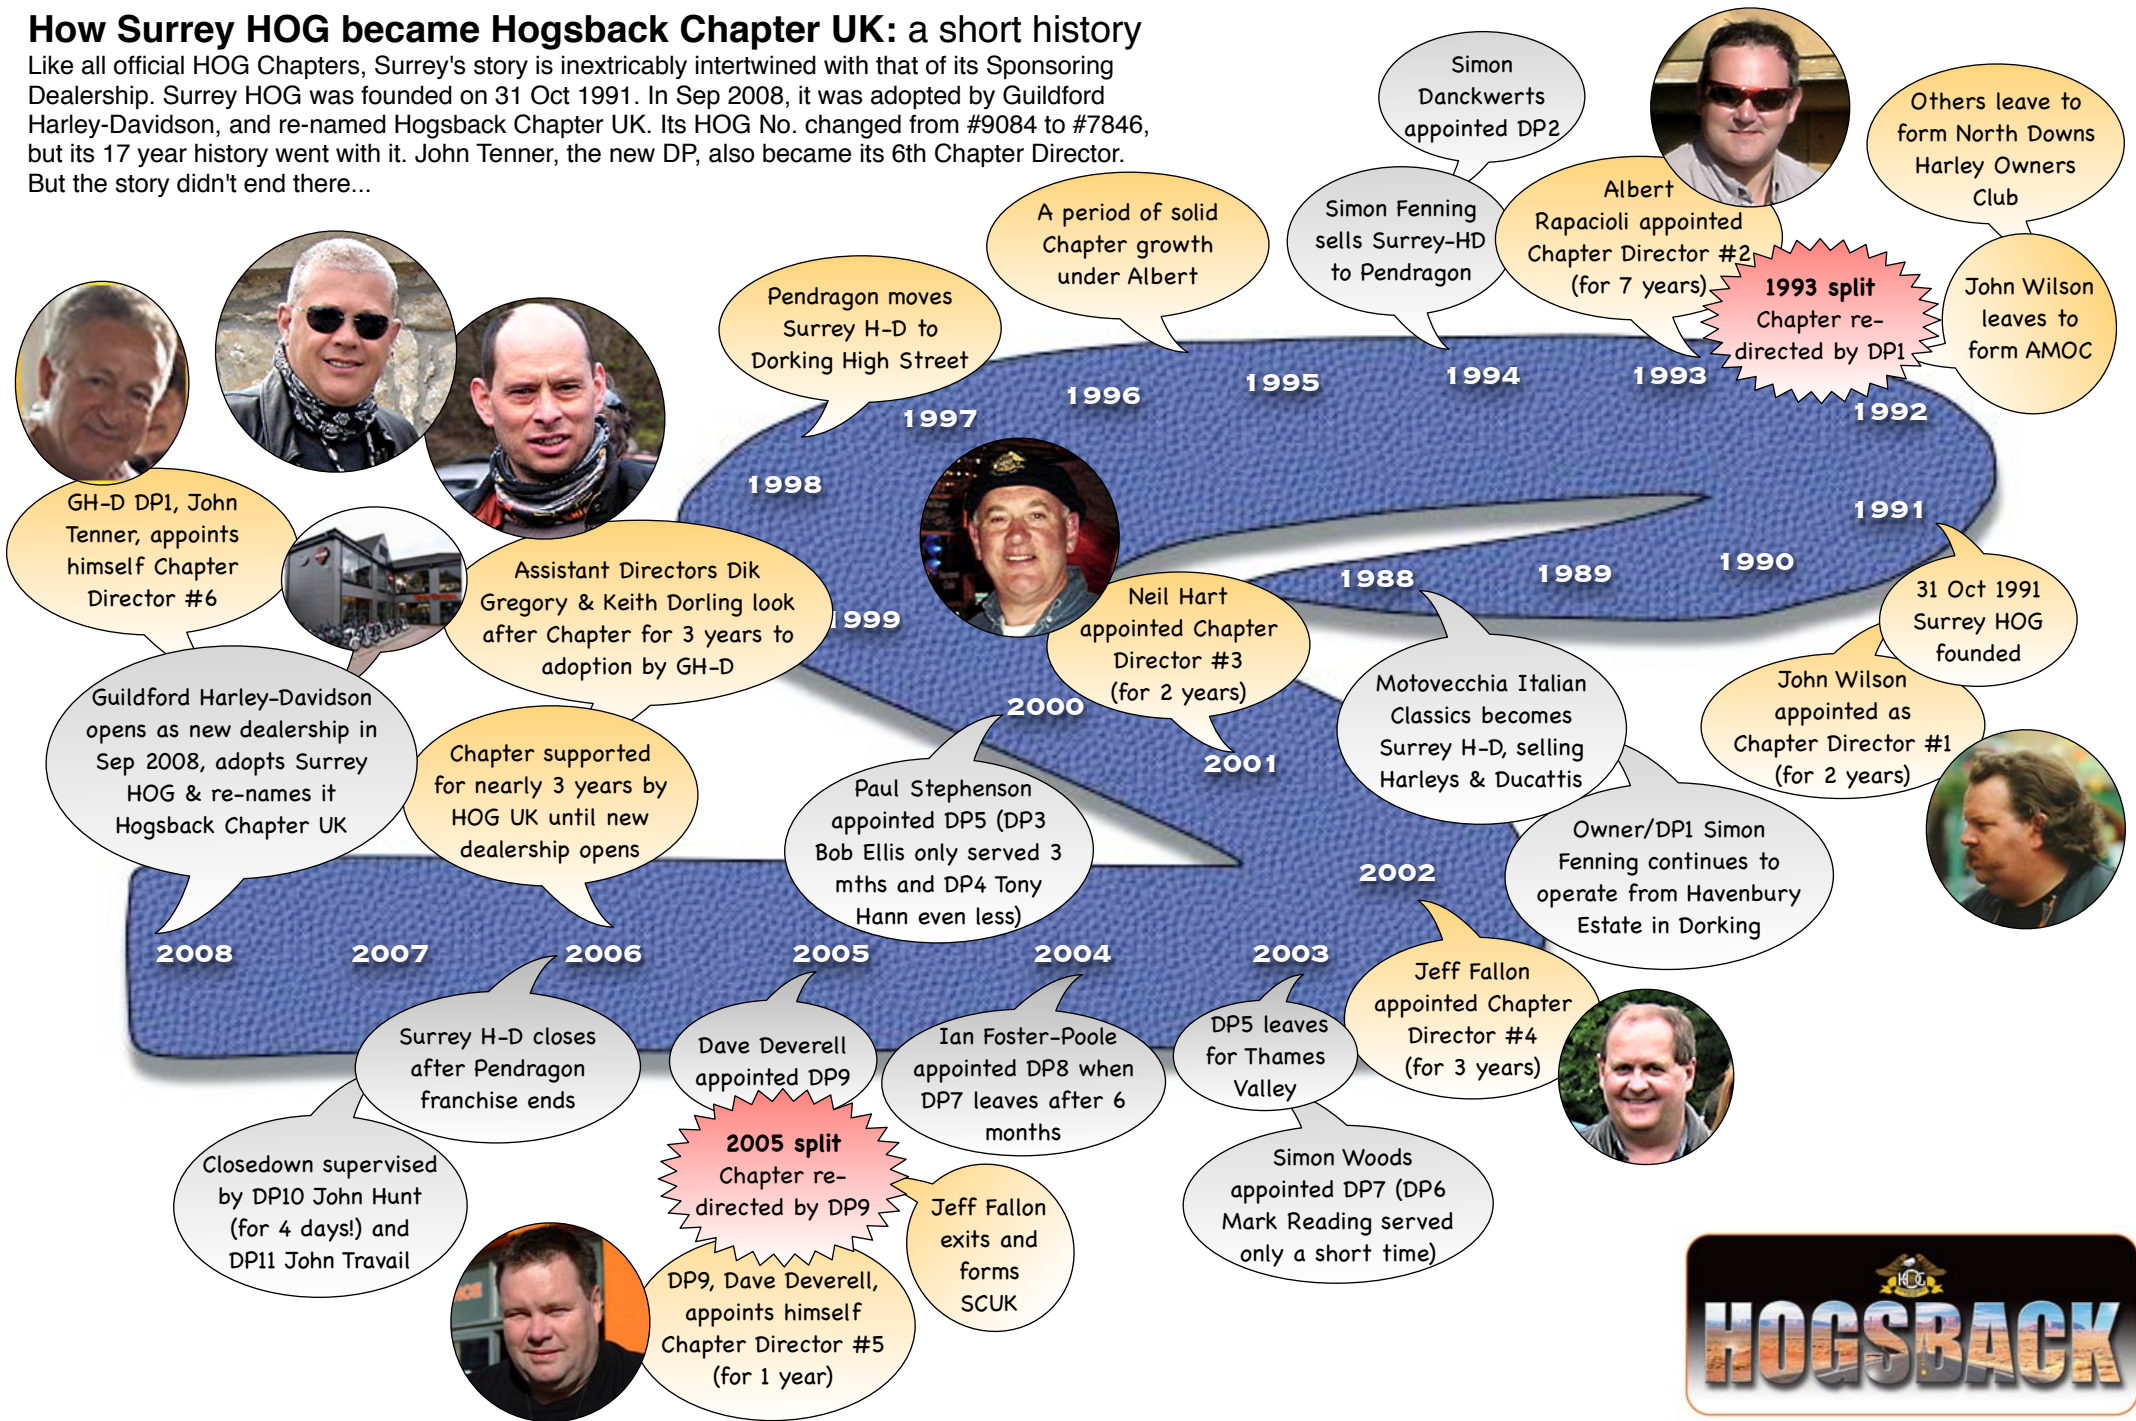 How Surrey HOG became Hogsback Chapter UK: a short history
Like all official HOG Chapters, Surrey's story is inextricably intertwined with that of its Sponsoring
Dealership. Surrey HOG was founded on 31 Oct 1991. In Sep 2008, it was adopted by Guildford
Harley-Davidson, and re-named Hogsback Chapter UK. Its HOG No. changed from #9084 to #7846,
but its 17 year history went with it. John Tenner, the new DP, also became its 6th Chapter Director.
But the story didn't end there...
Simon
Danckwerts
appointed DP2
Others leave to
form North Downs
Harley Owners
Club
A period of solid
Chapter growth
under Albert
Simon Fenning
sells Surrey-HD
to Pendragon
Albert
Rapacioli appointed
Chapter Director #2
(for 7 years)
1993 split
Chapter re-
directed by DP1
John Wilson
leaves to
form AMOC
Pendragon moves
Surrey H-D to
Dorking High Street
1998
1997
1996
1995
1994
1993
1992
1991
1990
1989
1988
1999
2000
2001
2002
GH-D DP1, John
Tenner, appoints
himself Chapter
Director #6
Assistant Directors Dik
Gregory & Keith Dorling look
after Chapter for 3 years to
adoption by GH-D
Neil Hart
appointed Chapter
Director #3
(for 2 years)
31 Oct 1991
Surrey HOG
founded
Guildford Harley-Davidson
opens as new dealership in
Sep 2008, adopts Surrey
HOG & re-names it
Hogsback Chapter UK
Chapter supported
for nearly 3 years by
HOG UK until new
dealership opens
Paul Stephenson
appointed DP5 (DP3
Bob Ellis only served 3
mths and DP4 Tony
Hann even less)
Motovecchia Italian
Classics becomes
Surrey H-D, selling
Harleys & Ducattis
John Wilson
appointed as
Chapter Director #1
(for 2 years)
Owner/DP1 Simon
Fenning continues to
operate from Havenbury
Estate in Dorking
2008
2007
2006
2005
2004
2003
Surrey H-D closes
after Pendragon
franchise ends
Dave Deverell
appointed DP9
Ian Foster-Poole
appointed DP8 when
DP7 leaves after 6
months
DP5 leaves
for Thames
Valley
Jeff Fallon
appointed Chapter
Director #4
(for 3 years)
Closedown supervised
by DP10 John Hunt
(for 4 days!) and
DP11 John Travail
2005 split
Chapter re-
directed by DP9
Jeff Fallon
exits and
forms
SCUK
Simon Woods
appointed DP7 (DP6
Mark Reading served
only a short time)
DP9, Dave Deverell,
appoints himself
Chapter Director #5
(for 1 year)
HOG
HOGSBACK